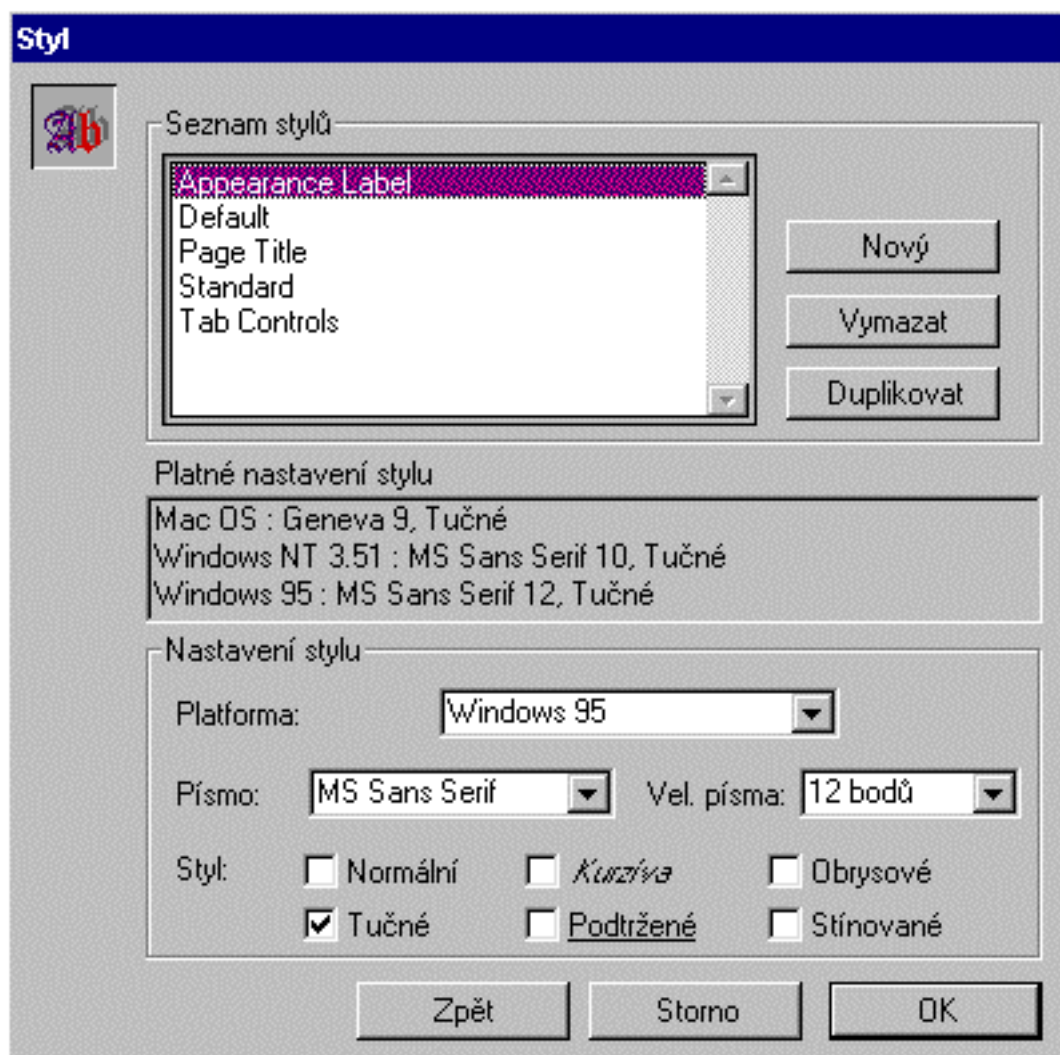 Styl
Ab
Seznam stylů
Appearance Label
Default
Page Title
Standard
Tab Controls
Nový
Vymazat
Duplikovat
Platné nastavení stylu
Mac OS : Geneva 9, Tučné
Windows NT 3.51 : MS Sans Serif 10, Tučné
Windows 95 : MS Sans Serif 12, Tučné
Nastavení stylu
Platforma: Windows 95
Písmo: MS Sans Serif Vel. písma: 12 bodů
Styl: Normální Kurzíva Obrysové
Tučné Podtržené Stínované
Zpět Storno OK